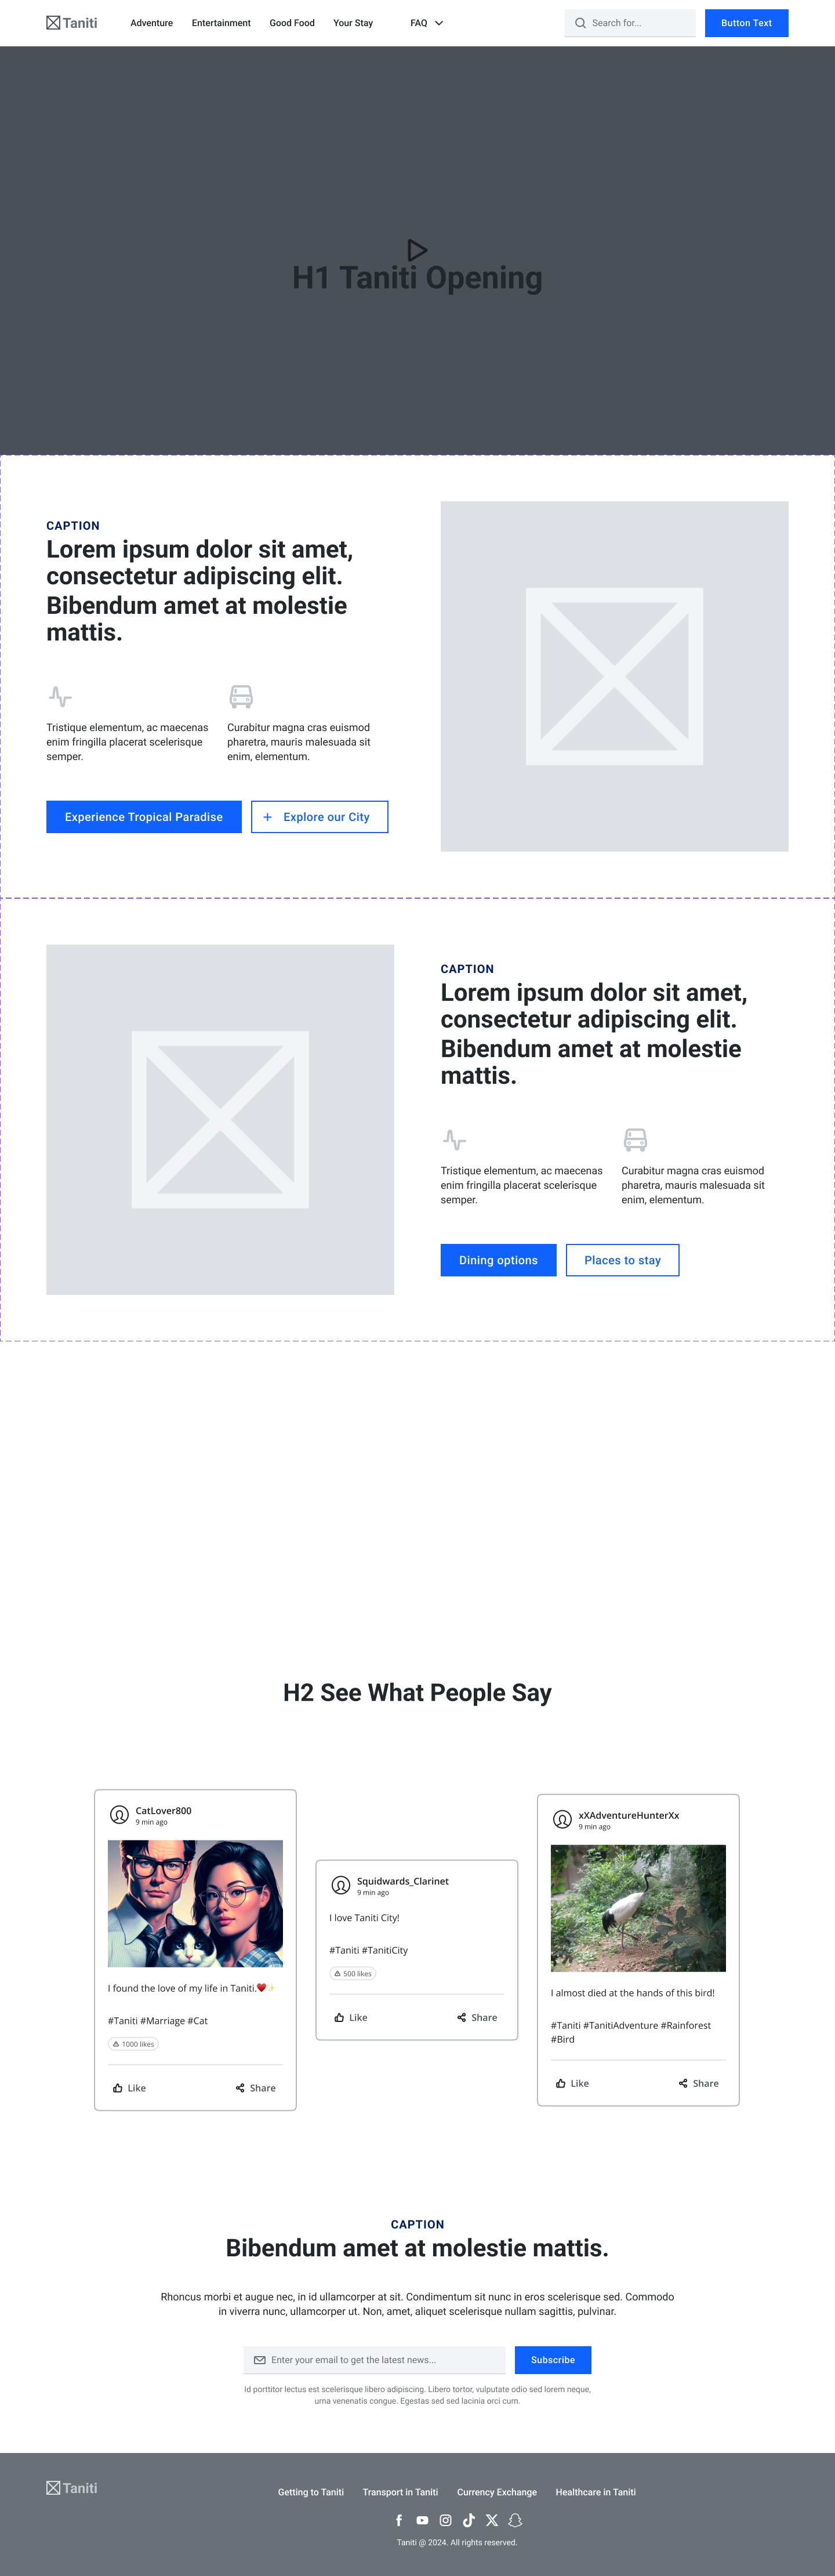 Taniti
Adventure
Entertainment
Good Food
Your Stay
FAQ
Search for...
Button Text
H1 Taniti Opening
CAPTION
Lorem ipsum dolor sit amet,
consectetur adipiscing elit.
Bibendum amet at molestie
mattis.
Tristique elementum, ac maecenas
enim fringilla placerat scelerisque
semper.
Curabitur magna cras euismod
pharetra, mauris malesuada sit
enim, elementum.
Experience Tropical Paradise
Explore our City
CAPTION
Lorem ipsum dolor sit amet,
consectetur adipiscing elit.
Bibendum amet at molestie
mattis.
Tristique elementum, ac maecenas
enim fringilla placerat scelerisque
semper.
Curabitur magna cras euismod
pharetra, mauris malesuada sit
enim, elementum.
Dining options
Places to stay
H2 See What People Say
CatLover800
9 min ago
I found the love of my life in Taniti.❤️✨
#Taniti #Marriage #Cat
1000 likes
Like
Share
Squidwards_Clarinet
9 min ago
I love Taniti City!
#Taniti #TanitiCity
500 likes
Like
Share
xXAdventureHunterXx
9 min ago
I almost died at the hands of this bird!
#Taniti #TanitiAdventure #Rainforest
#Bird
Like
Share
CAPTION
Bibendum amet at molestie mattis.
Rhoncus morbi et augue nec, in id ullamcorper at sit. Condimentum sit nunc in eros scelerisque sed. Commodo
in viverra nunc, ullamcorper ut. Non, amet, aliquet scelerisque nullam sagittis, pulvinar.
Enter your email to get the latest news...
Subscribe
Id porttitor lectus est scelerisque libero adipiscing. Libero tortor, vulputate odio sed lorem neque,
urna venenatis congue. Egestas sed sed lacinia orci cum.
Taniti
Getting to Taniti
Transport in Taniti
Currency Exchange
Healthcare in Taniti
Taniti @ 2024. All rights reserved.